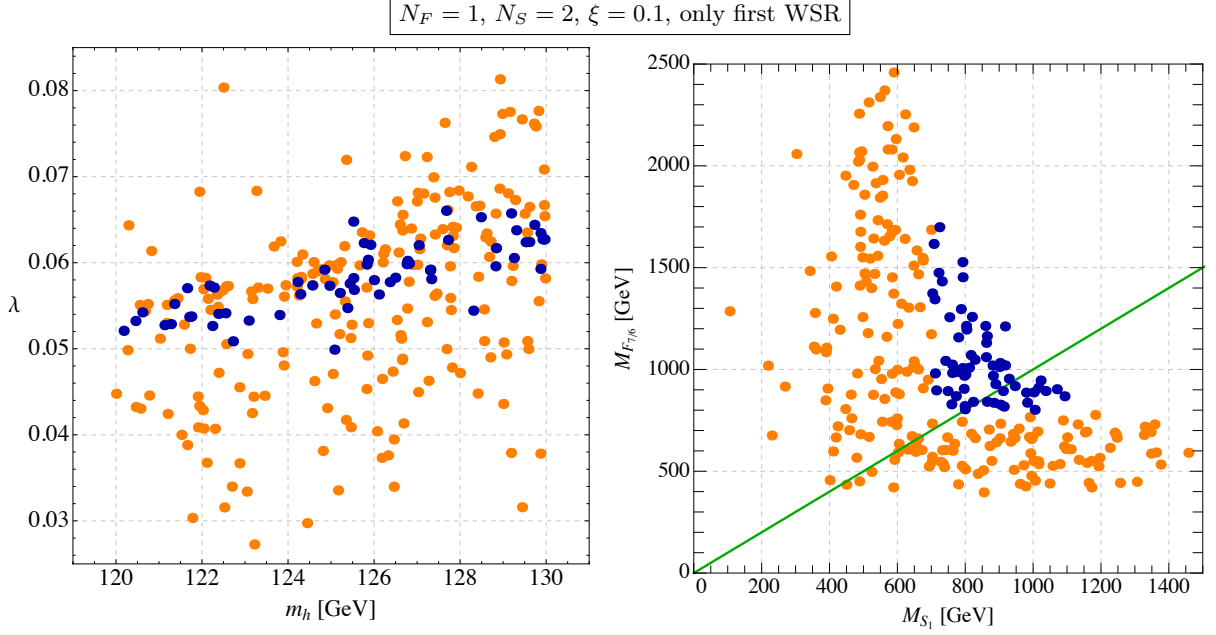 N_F = 1, N_S = 2, ξ = 0.1, only first WSR
λ
0.08
0.07
0.06
0.05
0.04
0.03
120 122 124 126 128 130
m_h [GeV]
M_{F_{7/6}} [GeV]
2500
2000
1500
1000
500
0
0 200 400 600 800 1000 1200 1400
M_{S_1} [GeV]